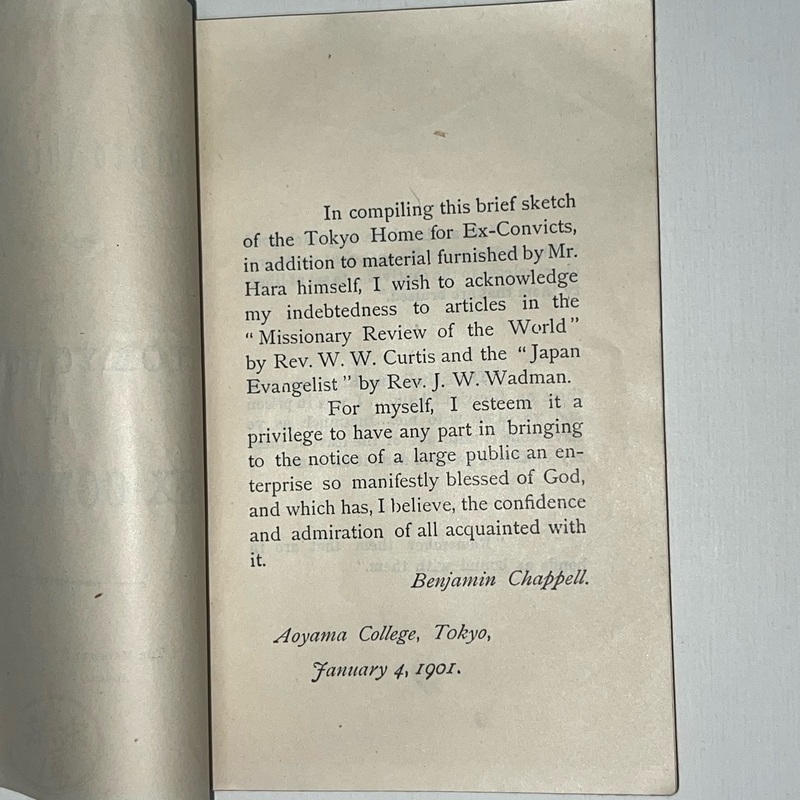 In compiling this brief sketch
of the Tokyo Home for Ex-Convicts,
in addition to material furnished by Mr.
Hara himself, I wish to acknowledge
my indebtedness to articles in the
“ Missionary Review of the World ”
by Rev. W. W. Curtis and the “ Japan
Evangelist ” by Rev. J. W. Wadman.
For myself, I esteem it a
privilege to have any part in bringing
to the notice of a large public an en-
terprise so manifestly blessed of God,
and which has, I believe, the confidence
and admiration of all acquainted with
it.
Benjamin Chappell.
Aoyama College, Tokyo,
January 4, 1901.